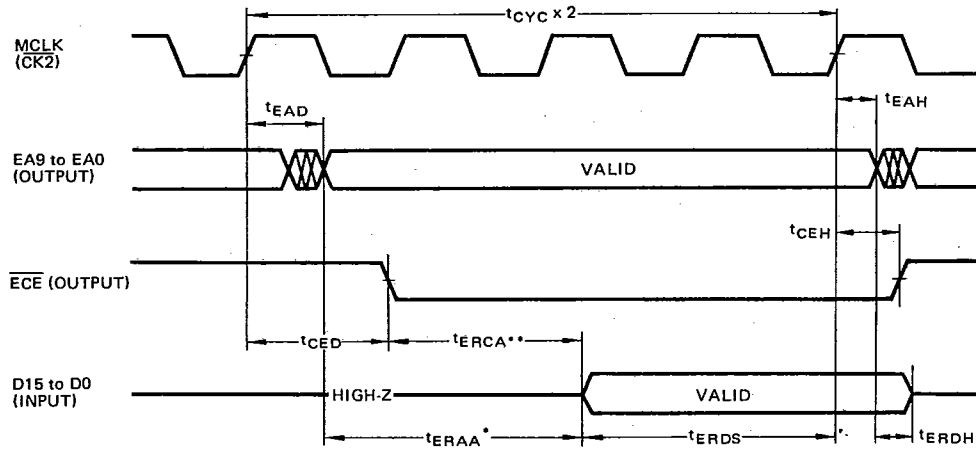 tCYC x 2
MCLK
(CK2)
tEAD
tEAH
EA9 to EA0
(OUTPUT)
VALID
tCEH
ECE (OUTPUT)
tCED
tERCA**
D15 to D0
(INPUT)
HIGH-Z
VALID
tERAA*
tERDS
tERDH